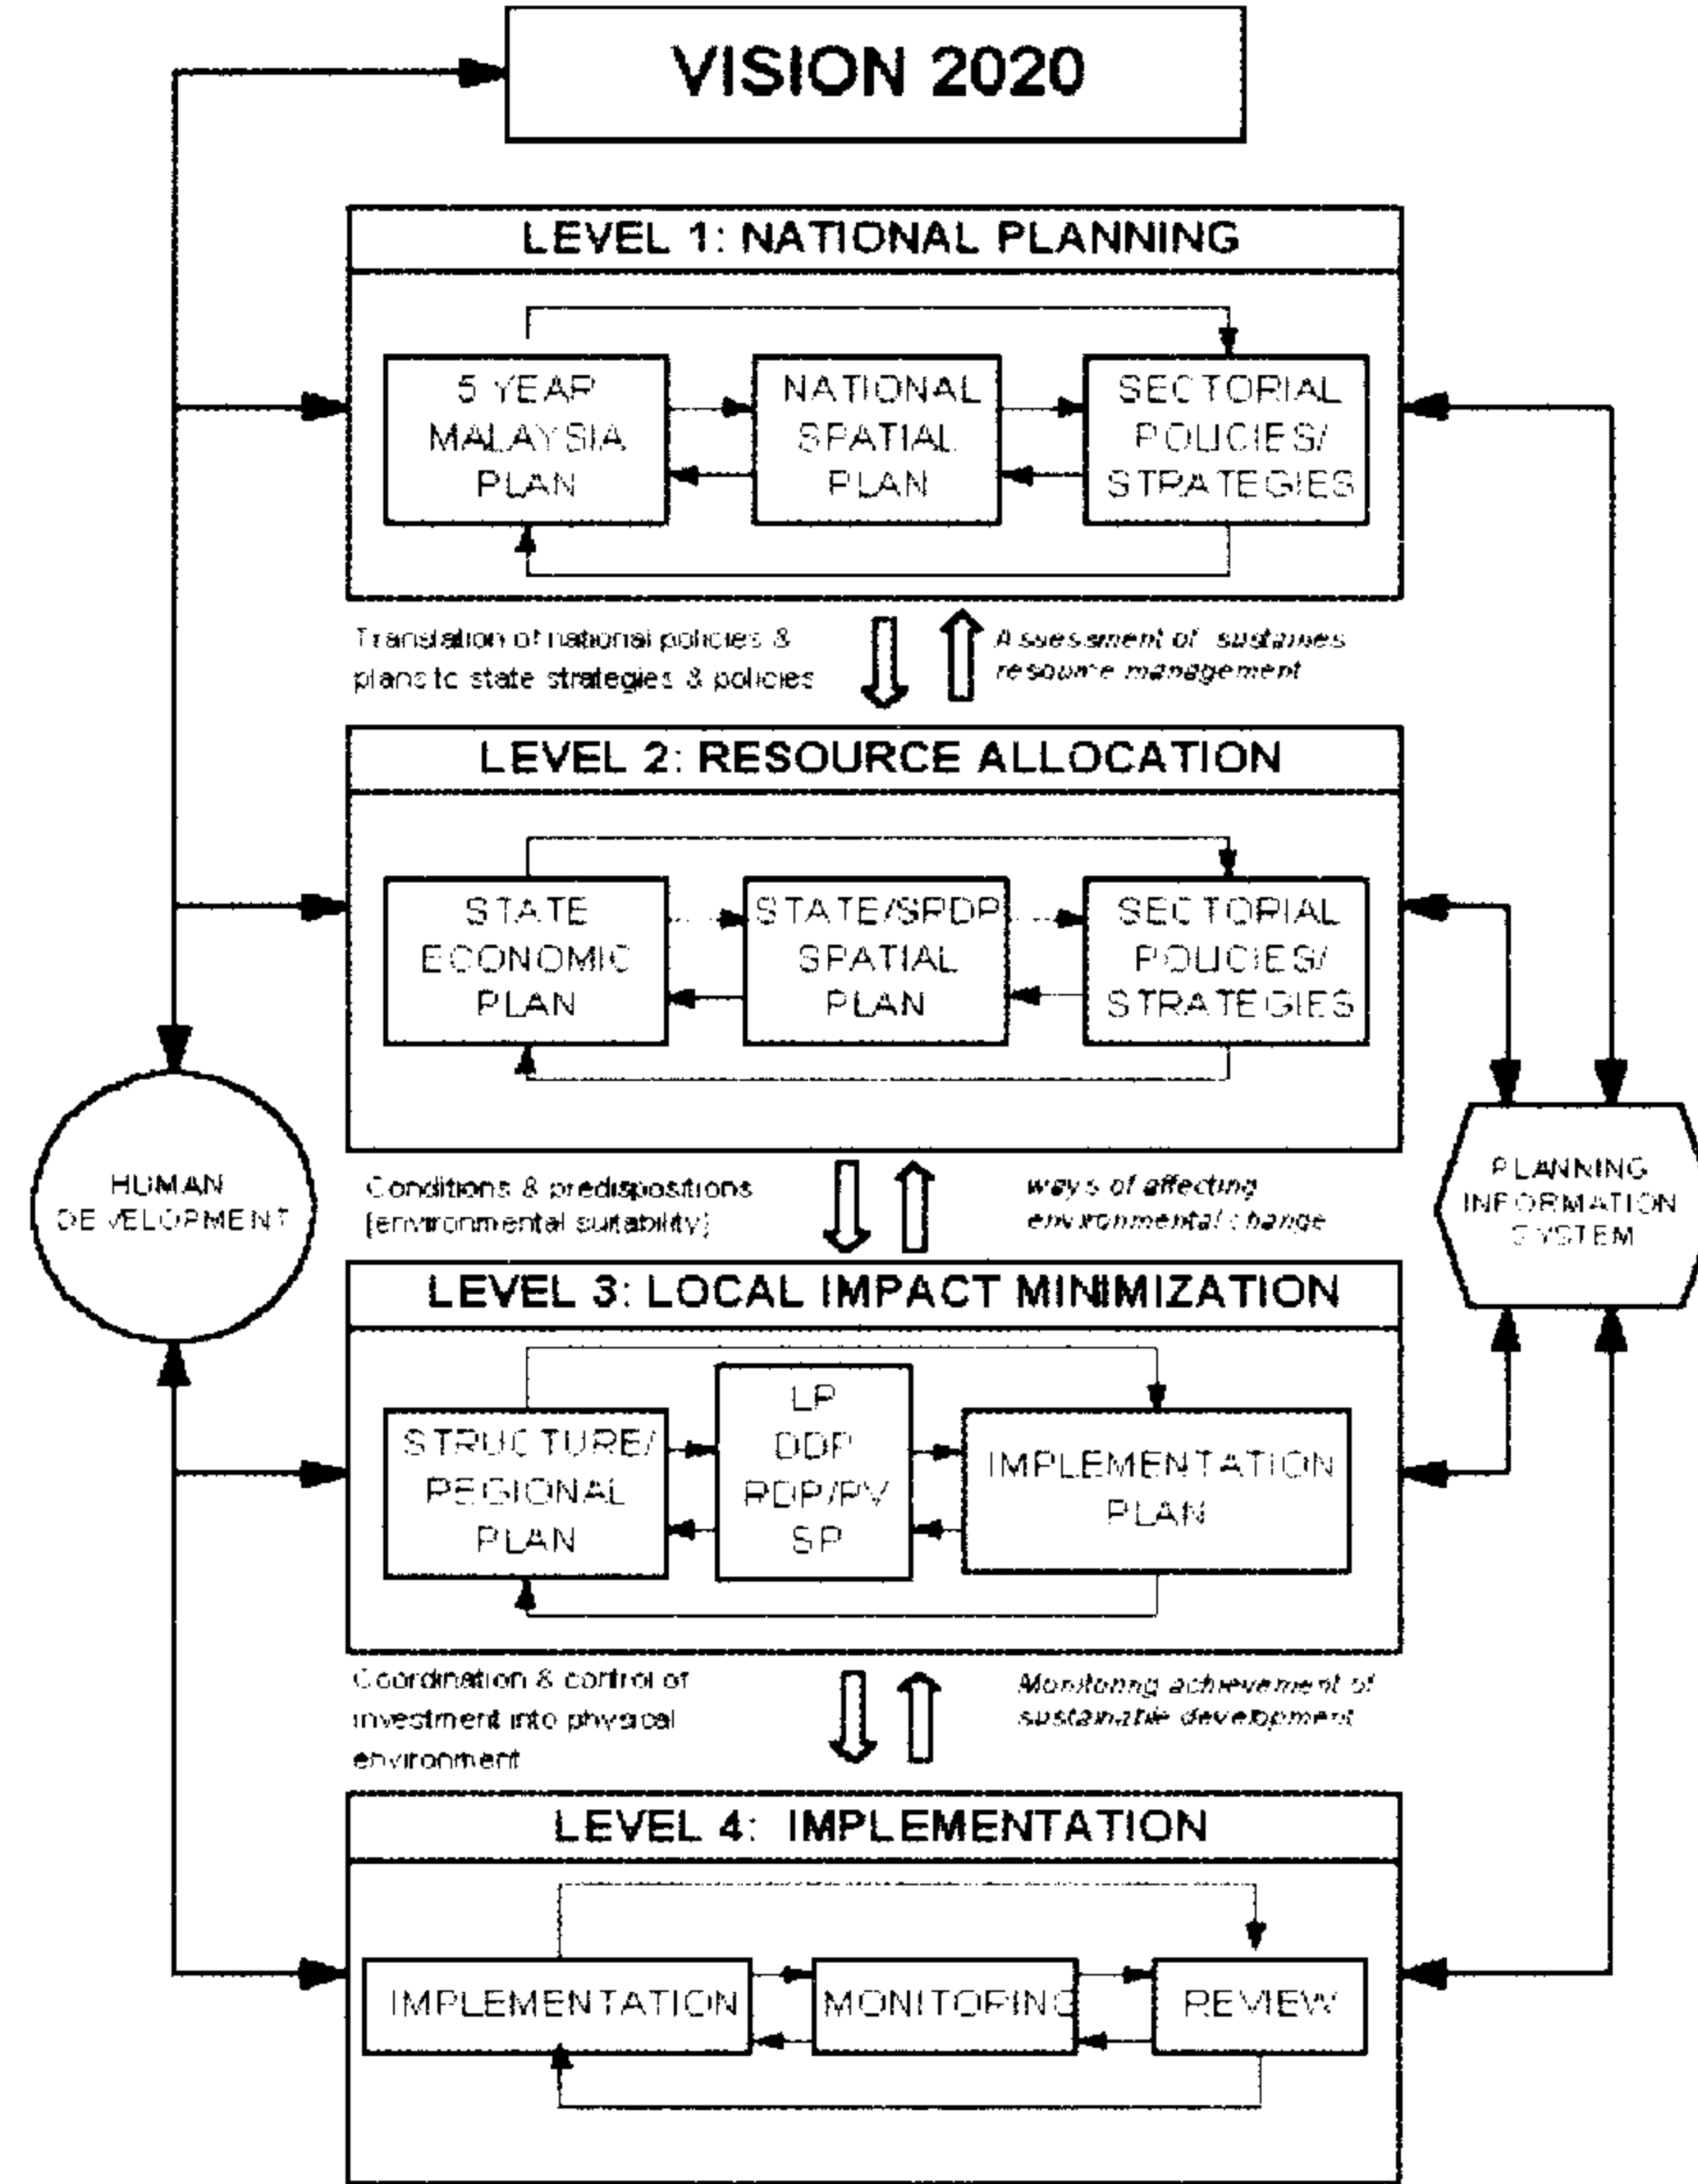 VISION 2020
LEVEL 1: NATIONAL PLANNING
5 YEAR
MALAYSIA
PLAN
NATIONAL
SPATIAL
PLAN
SECTORIAL
POLICIES/
STRATEGIES
Translation of national policies &
plans to state strategies & policies
Assessment of sustaines
resource management
LEVEL 2: RESOURCE ALLOCATION
STATE
ECONOMIC
PLAN
STATE/SRDP
SPATIAL
PLAN
SECTORIAL
POLICIES/
STRATEGIES
HUMAN
DEVELOPMENT
PLANNING
INFORMATION
SYSTEM
Conditions & predispositions
[environmental suitability]
ways of affecting
environmental change
LEVEL 3: LOCAL IMPACT MINIMIZATION
STRUCTURE/
REGIONAL
PLAN
LP
DDP
SP
IMPLEMENTATION
PLAN
Coordination & control of
investment into physical
environment
Monitoring achievement of
sustainable development
LEVEL 4: IMPLEMENTATION
IMPLEMENTATION
MONITORING
REVIEW